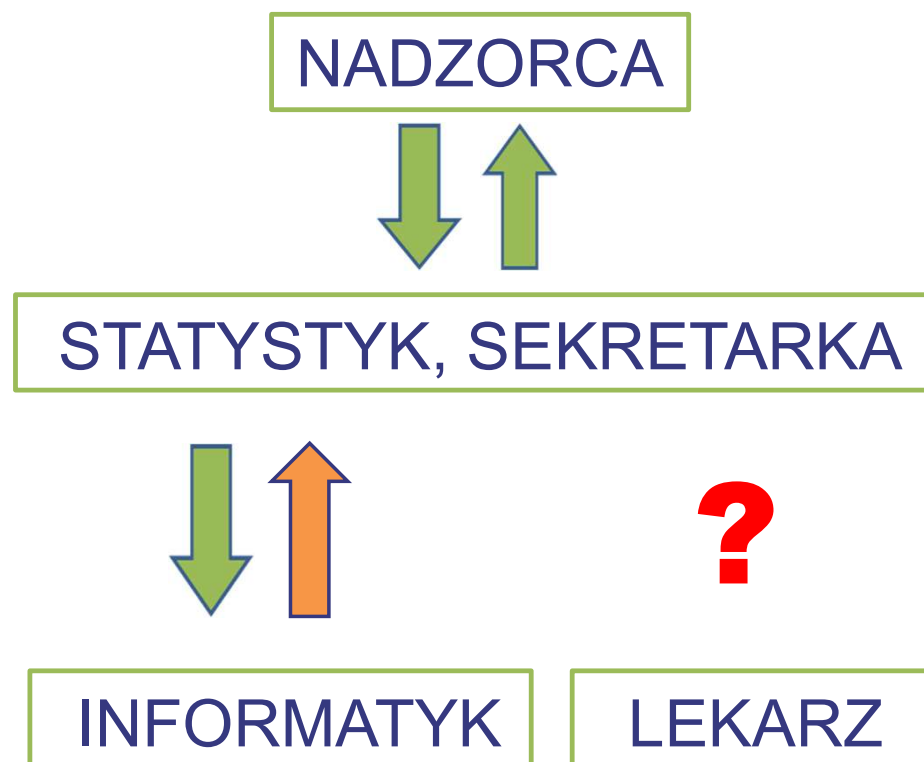 NADZORCA
STATYSTYK, SEKRETARKA
?
INFORMATYK
LEKARZ